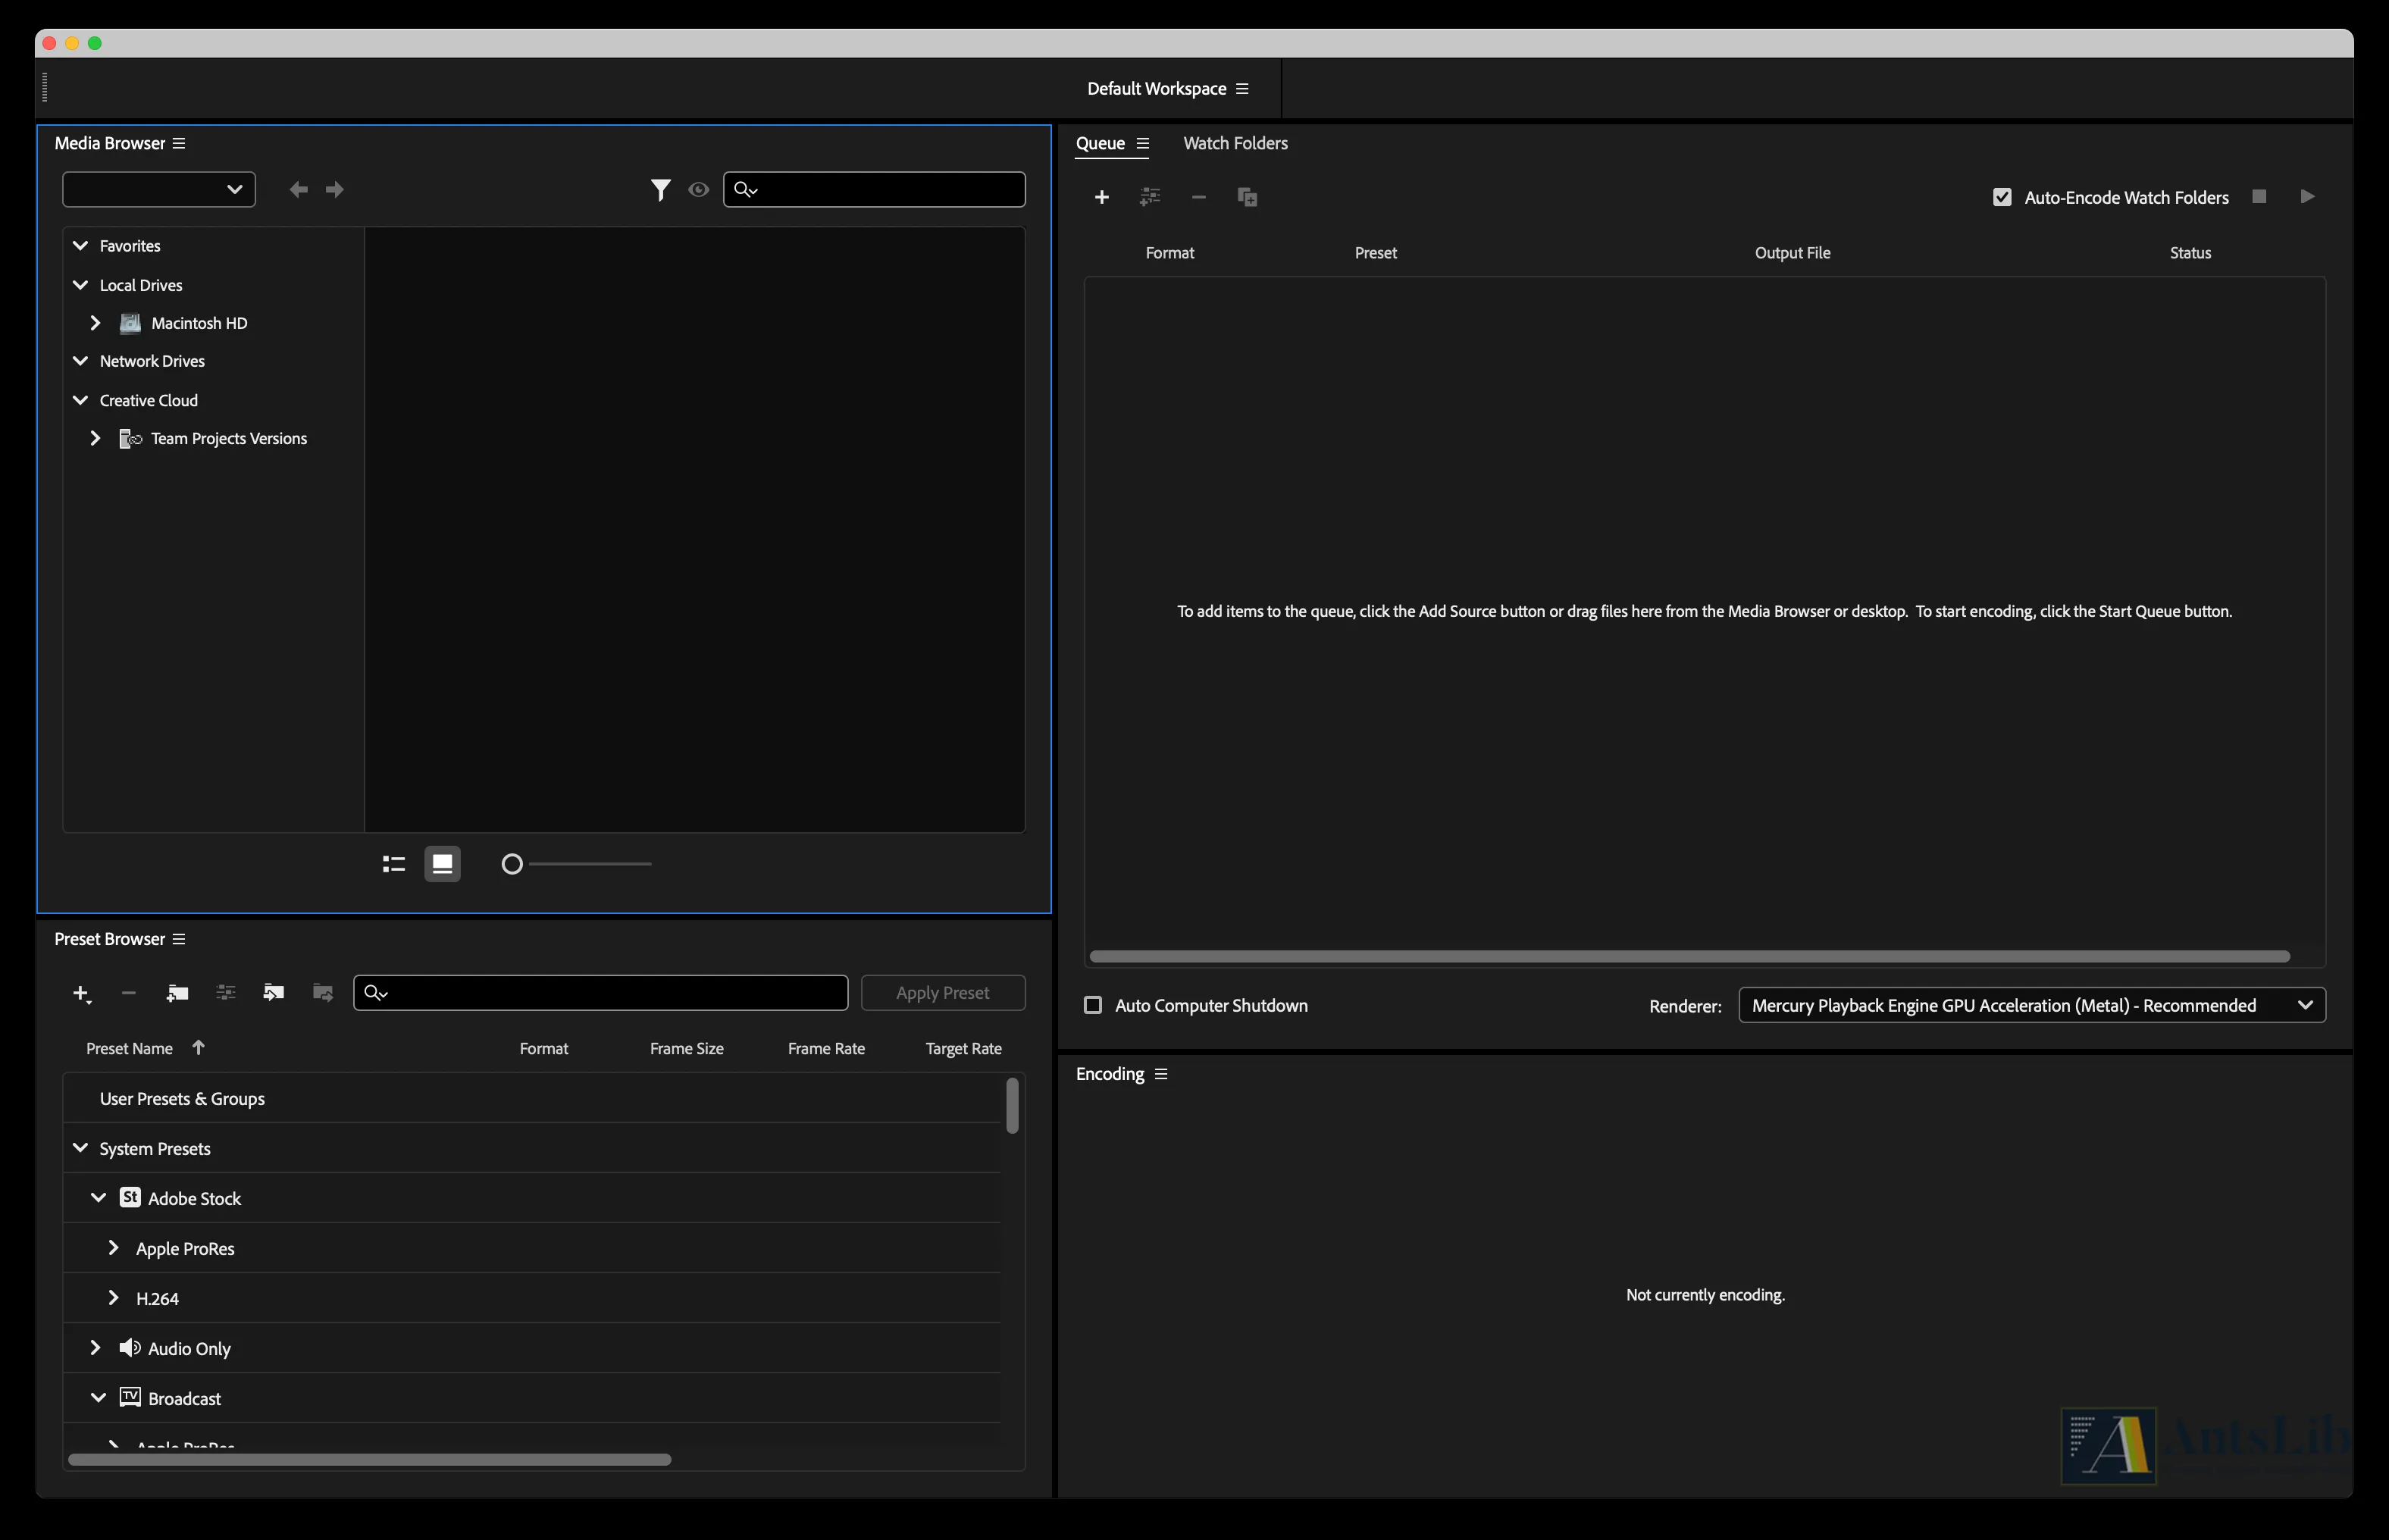 Default Workspace
Media Browser
Favorites
Local Drives
Macintosh HD
Network Drives
Creative Cloud
Team Projects Versions
Queue Watch Folders
Auto-Encode Watch Folders
Format Preset Output File Status
To add items to the queue, click the Add Source button or drag files here from the Media Browser or desktop. To start encoding, click the Start Queue button.
Auto Computer Shutdown
Renderer: Mercury Playback Engine GPU Acceleration (Metal) - Recommended
Preset Browser
Apply Preset
Preset Name Format Frame Size Frame Rate Target Rate
User Presets & Groups
System Presets
St Adobe Stock
Apple ProRes
H.264
Audio Only
TV Broadcast
Apple ProRes
Encoding
Not currently encoding.
A AntsLib